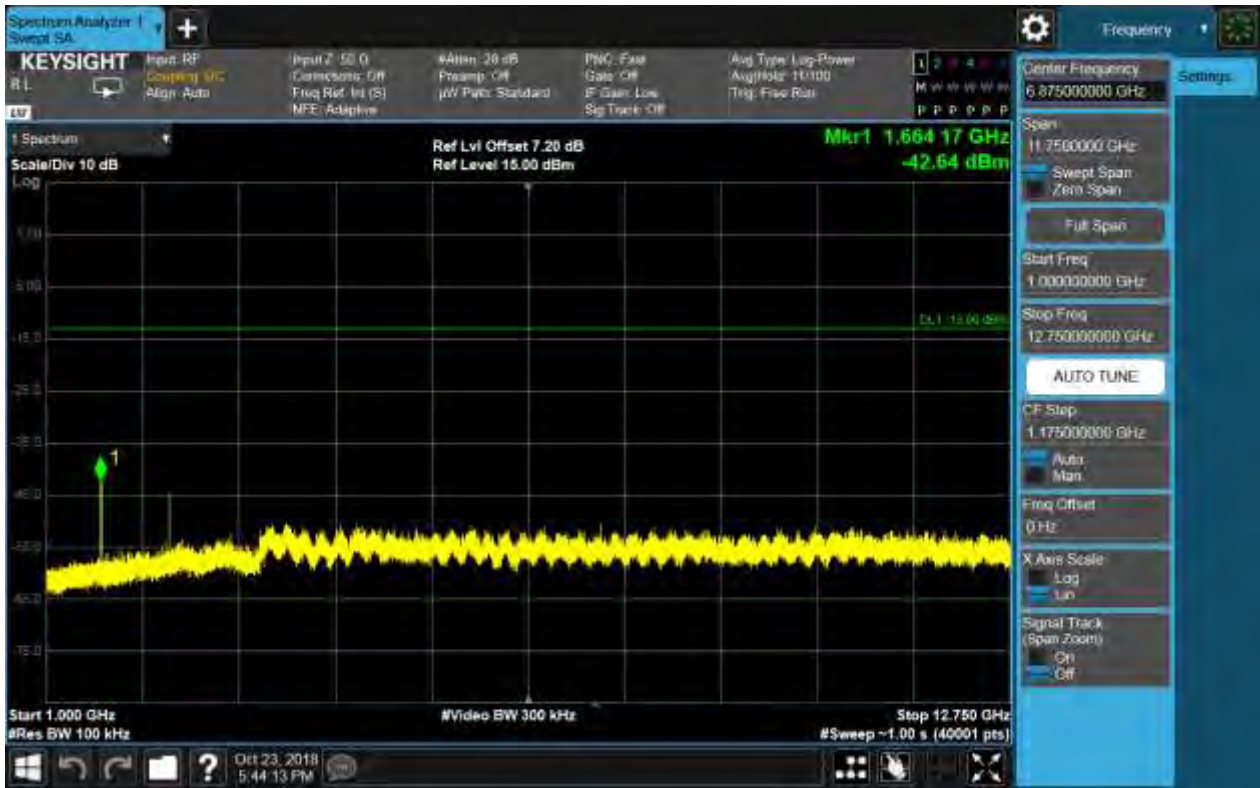 Spectrum Analyzer 1
Swept SA
Frequency
KEYSIGHT
Input: RF
Coupling: DC
Align: Auto
Input Z: 50 Ω
Corrections: Off
Freq Ref: Int (S)
NFE: Adaptive
#Atten: 28 dB
Preamp: Off
µW Path: Standard
PNO: Fast
Gate: Off
IF Gain: Low
Sig Track: Off
Avg Type: Log-Power
Avg|Hold: 11/100
Trig: Free Run
R L
1 Spectrum
Scale/Div 10 dB
Log
Ref Lvl Offset 7.20 dB
Ref Level 15.00 dBm
Mkr1 1.664 17 GHz
-42.64 dBm
DL1 -13.00 dBm
1
Start 1.000 GHz
#Res BW 100 kHz
#Video BW 300 kHz
Stop 12.750 GHz
#Sweep ~1.00 s (40001 pts)
Oct 23, 2018
5:44:13 PM
Center Frequency
6.875000000 GHz
Settings
Span
11.7500000 GHz
Swept Span
Zero Span
Full Span
Start Freq
1.000000000 GHz
Stop Freq
12.750000000 GHz
AUTO TUNE
CF Step
1.175000000 GHz
Auto
Man
Freq Offset
0 Hz
X Axis Scale
Log
Lin
Signal Track
(Span Zoom)
On
Off